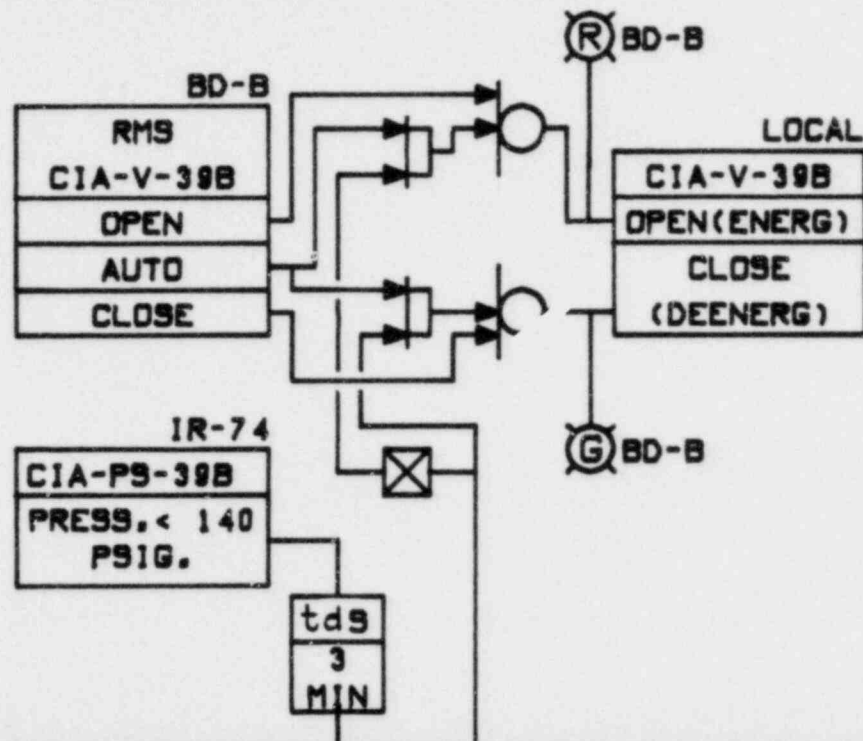 R BD-B
BD-B
RMS
CIA-V-39B
OPEN
AUTO
CLOSE
LOCAL
CIA-V-39B
OPEN(ENERG)
CLOSE
(DEENERG)
G BD-B
IR-74
CIA-PS-39B
PRESS.< 140
PSIG.
tds
3
MIN